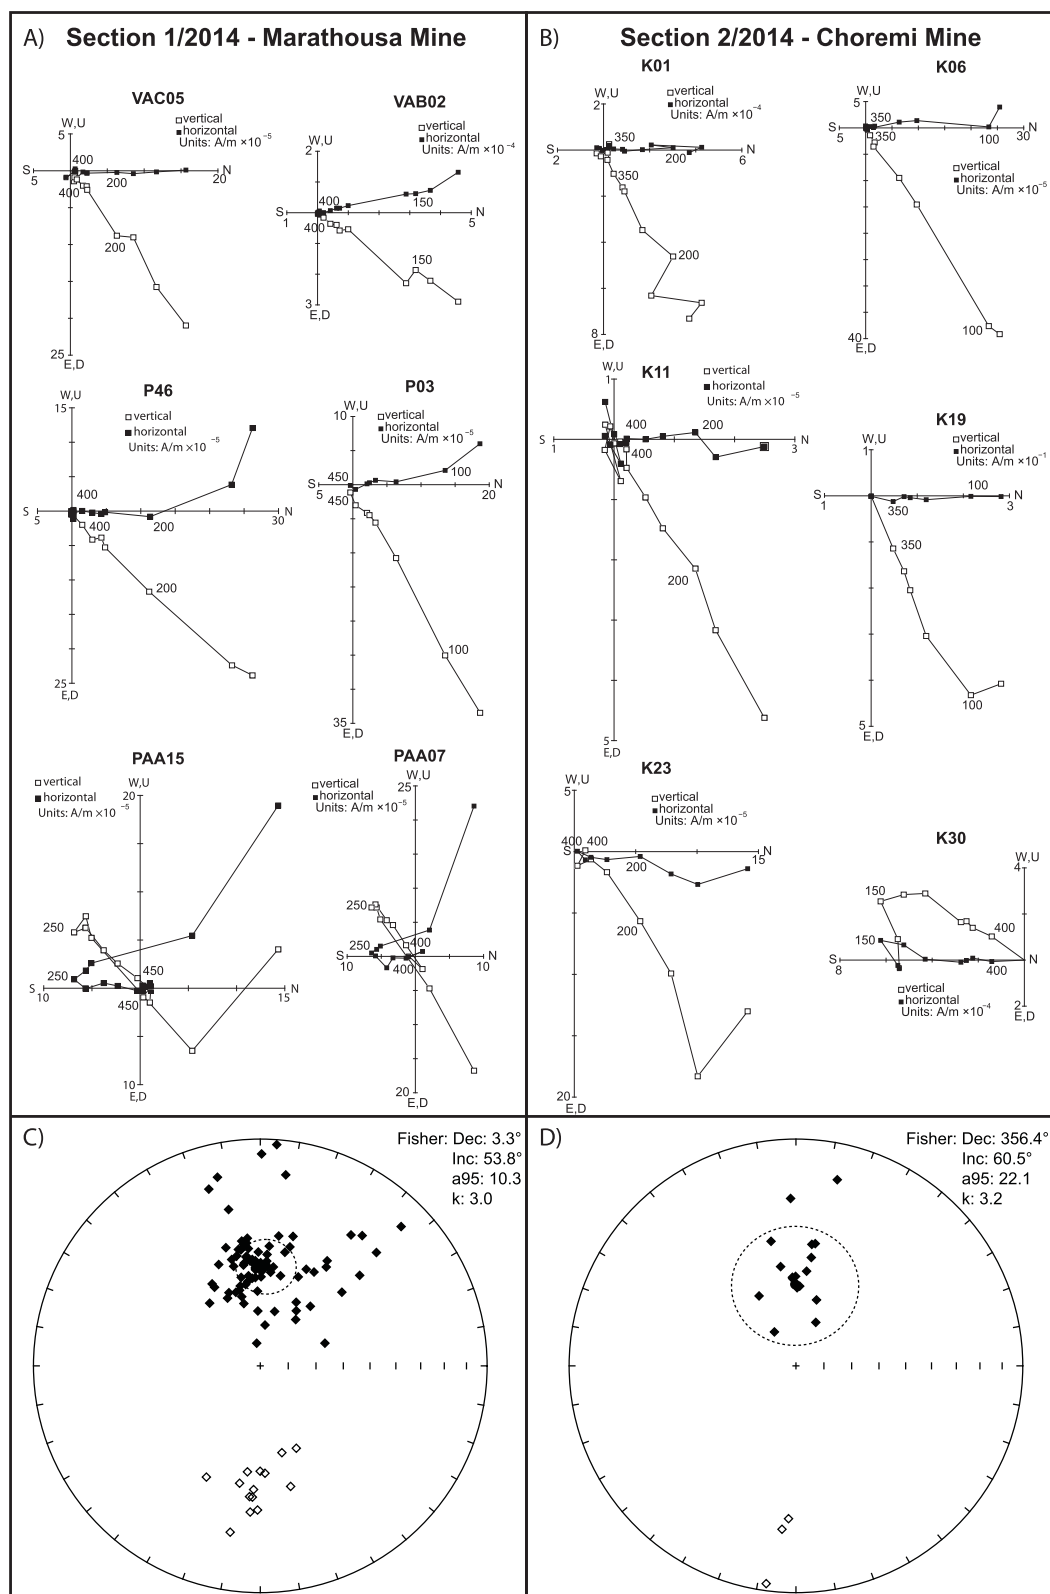 A) Section 1/2014 - Marathousa Mine
VAC05
W,U
5
vertical
horizontal
Units: A/m ×10 −5
S
5
400
200
N
20
400
200
25
E,D
VAB02
W,U
2
vertical
horizontal
Units: A/m ×10 −4
S
1
400
150
N
5
400
150
3
E,D
P46
W,U
15
vertical
horizontal
Units: A/m ×10 −5
S
5
400
200
N
30
400
200
25
E,D
P03
W,U
10
vertical
horizontal
Units: A/m ×10 −5
S
5
450
100
N
20
450
100
35
E,D
PAA15
W,U
20
vertical
horizontal
Units: A/m ×10 −5
250
250
450
S
10
450
N
15
10
E,D
PAA07
W,U
25
vertical
horizontal
Units: A/m ×10 −5
250
250
400
S
10
400
N
10
20
E,D
B) Section 2/2014 - Choremi Mine
K01
W,U
2
vertical
horizontal
Units: A/m ×10 −4
S
2
350
200
N
6
350
200
8
E,D
K06
W,U
5
S
5
350
350
100
N
30
vertical
horizontal
Units: A/m ×10 −5
100
40
E,D
K11
W,U
1
vertical
horizontal
Units: A/m ×10 −5
S
1
400
200
N
3
400
200
5
E,D
K19
W,U
1
vertical
horizontal
Units: A/m ×10 −1
S
1
350
100
N
3
350
100
5
E,D
K23
W,U
5
vertical
horizontal
Units: A/m ×10 −5
S
400
400
200
N
15
200
20
E,D
K30
W,U
4
150
400
150
400
S
8
N
vertical
horizontal
Units: A/m ×10 −4
2
E,D
C)
Fisher: Dec: 3.3°
Inc: 53.8°
a95: 10.3
k: 3.0
D)
Fisher: Dec: 356.4°
Inc: 60.5°
a95: 22.1
k: 3.2